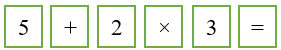 5 + 2 × 3 =